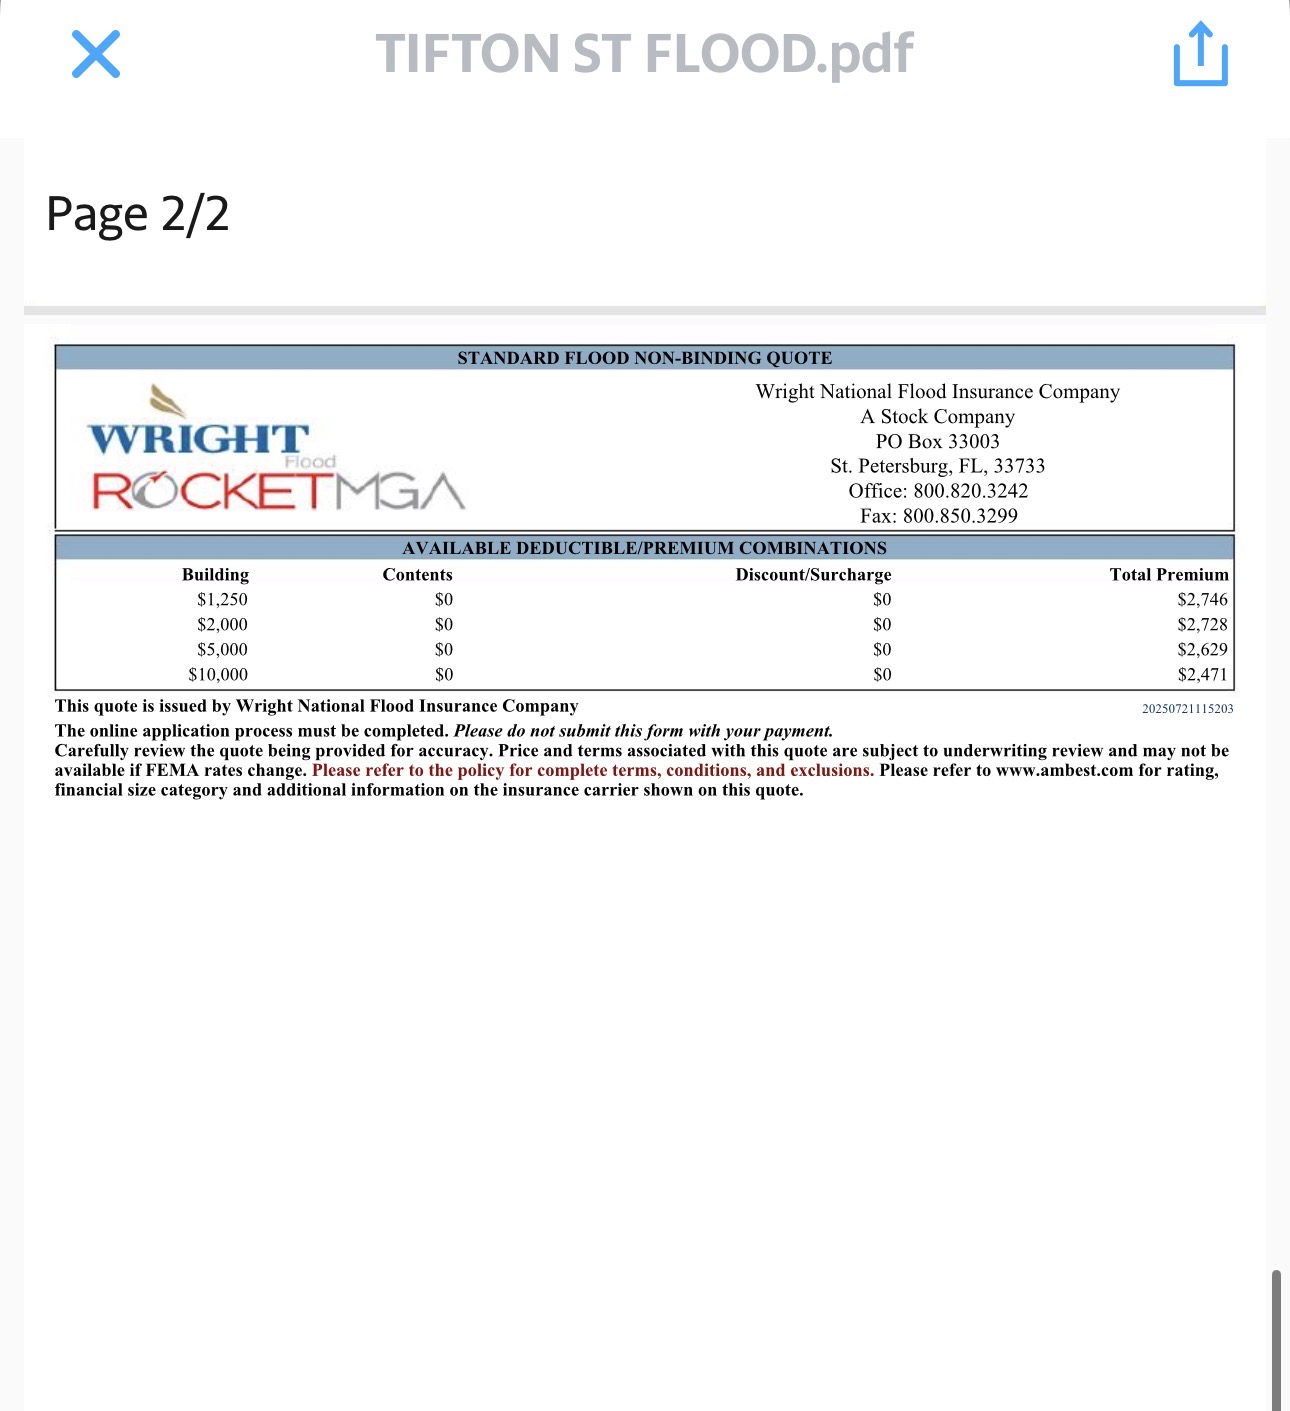 TIFTON ST FLOOD.pdf
Page 2/2
STANDARD FLOOD NON-BINDING QUOTE
WRIGHT
Flood
ROCKETMGA
Wright National Flood Insurance Company
A Stock Company
PO Box 33003
St. Petersburg, FL, 33733
Office: 800.820.3242
Fax: 800.850.3299
AVAILABLE DEDUCTIBLE/PREMIUM COMBINATIONS
Building Contents Discount/Surcharge Total Premium
$1,250 $0 $0 $2,746
$2,000 $0 $0 $2,728
$5,000 $0 $0 $2,629
$10,000 $0 $0 $2,471
This quote is issued by Wright National Flood Insurance Company 20250721115203
The online application process must be completed. Please do not submit this form with your payment.
Carefully review the quote being provided for accuracy. Price and terms associated with this quote are subject to underwriting review and may not be
available if FEMA rates change. Please refer to the policy for complete terms, conditions, and exclusions. Please refer to www.ambest.com for rating,
financial size category and additional information on the insurance carrier shown on this quote.